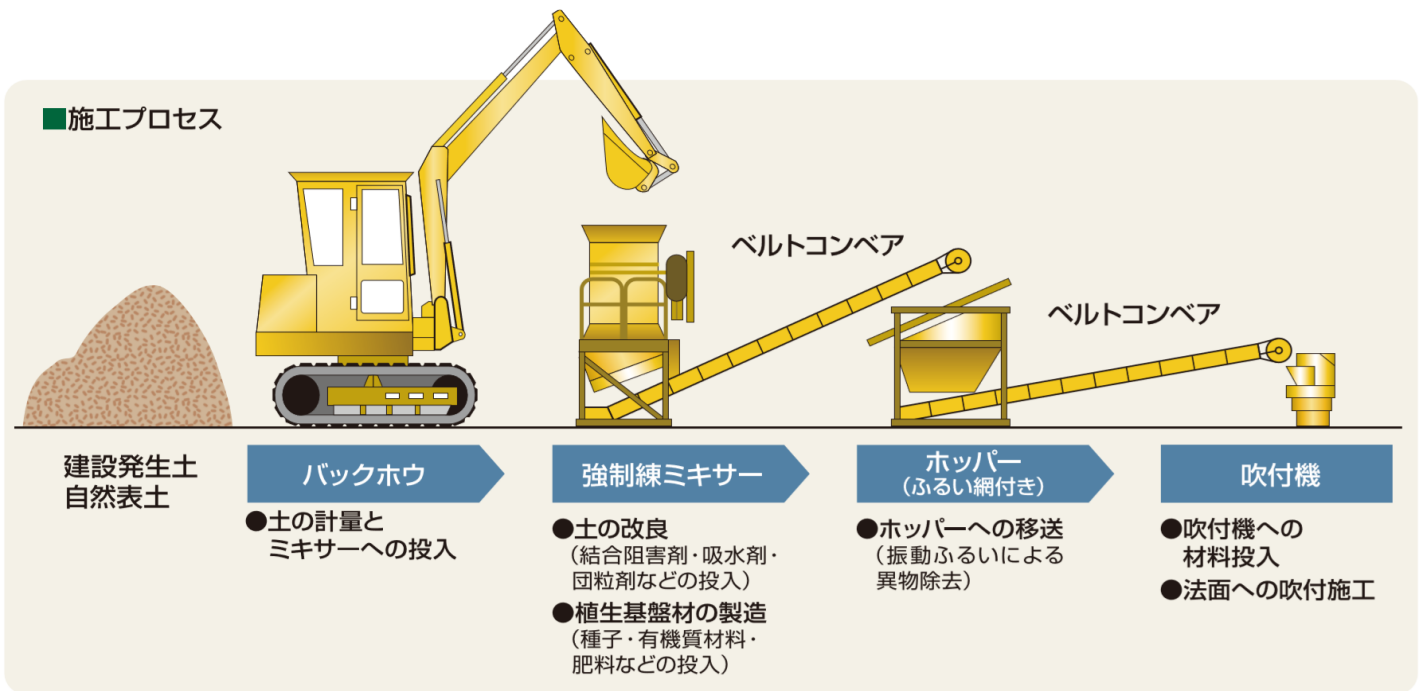 ■施工プロセス
ベルトコンベア
ベルトコンベア
建設発生土
自然表土
バックホウ
●土の計量と
ミキサーへの投入
強制練ミキサー
●土の改良
（結合阻害剤・吸水剤・
団粒剤などの投入）
●植生基盤材の製造
（種子・有機質材料・
肥料などの投入）
ホッパー
（ふるい網付き）
●ホッパーへの移送
（振動ふるいによる
異物除去）
吹付機
●吹付機への
材料投入
●法面への吹付施工